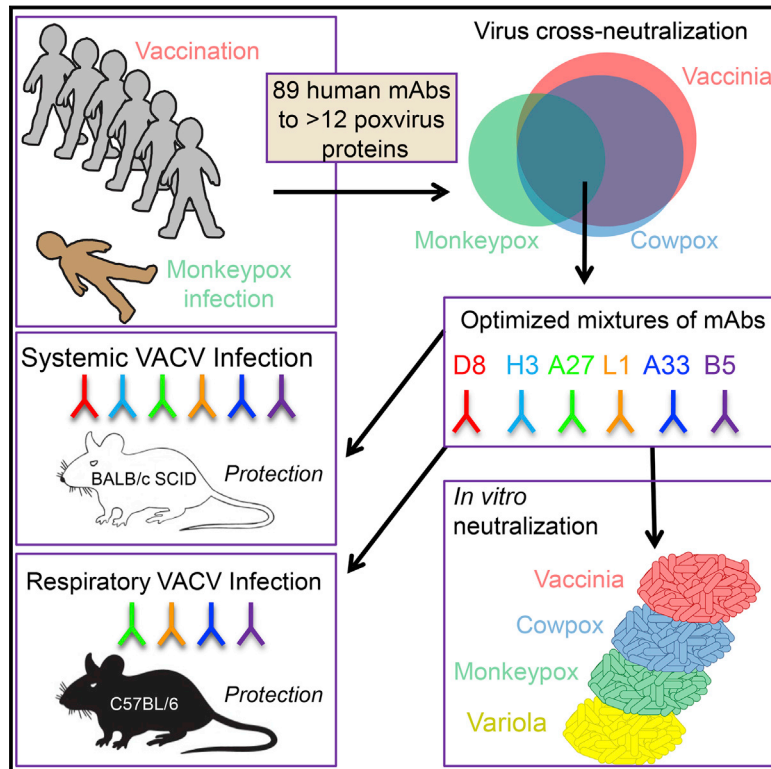 Vaccination
Monkeypox
infection
89 human mAbs
to >12 poxvirus
proteins
Virus cross-neutralization
Vaccinia
Monkeypox
Cowpox
Optimized mixtures of mAbs
D8 H3 A27 L1 A33 B5
Systemic VACV Infection
BALB/c SCID
Protection
Respiratory VACV Infection
C57BL/6
Protection
In vitro
neutralization
Vaccinia
Cowpox
Monkeypox
Variola